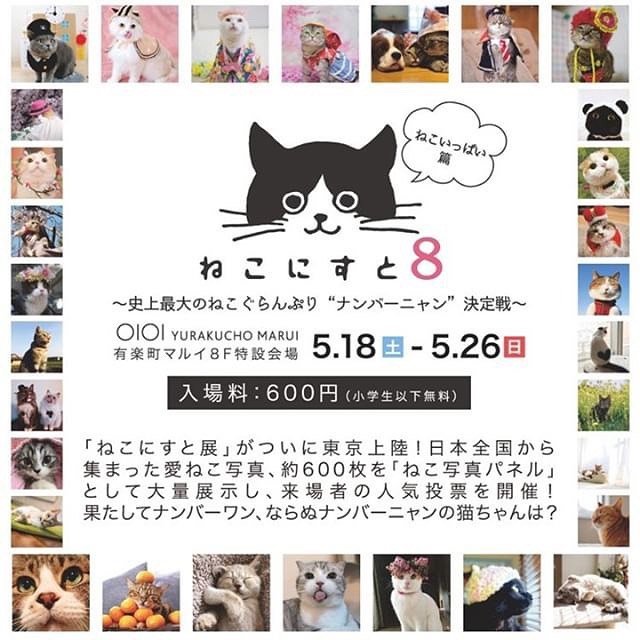 ねこいっぱい
篇
ねこにすと8
～史上最大のねこぐらんぷり“ナンバーニャン”決定戦～
OIOI YURAKUCHO MARUI
有楽町マルイ8F特設会場
5.18土-5.26日
入場料：600円（小学生以下無料）
「ねこにすと展」がついに東京上陸！日本全国から
集まった愛ねこ写真、約600枚を「ねこ写真パネル」
として大量展示し、来場者の人気投票を開催！
果たしてナンバーワン、ならぬナンバーニャンの猫ちゃんは？